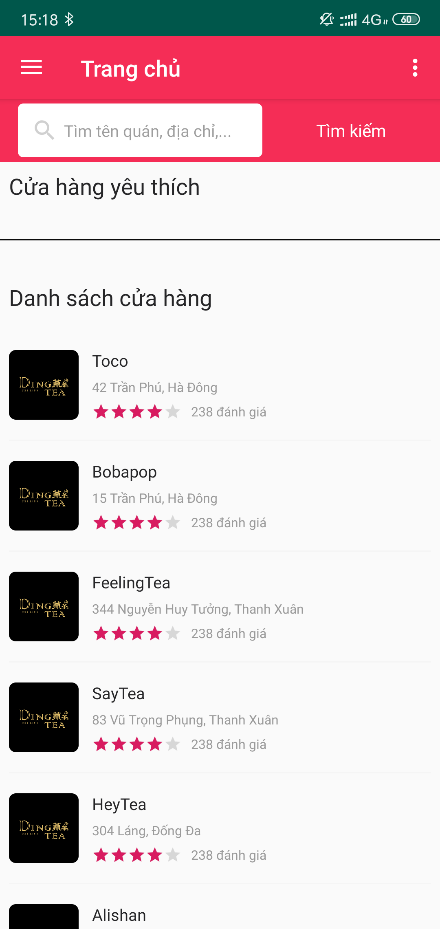 15:18
4G
60
Trang chủ
Tìm tên quán, địa chỉ,...
Tìm kiếm
Cửa hàng yêu thích
Danh sách cửa hàng
DING
TEA
Toco
42 Trần Phú, Hà Đông
238 đánh giá
DING
TEA
Bobapop
15 Trần Phú, Hà Đông
238 đánh giá
DING
TEA
FeelingTea
344 Nguyễn Huy Tưởng, Thanh Xuân
238 đánh giá
DING
TEA
SayTea
83 Vũ Trọng Phụng, Thanh Xuân
238 đánh giá
DING
TEA
HeyTea
304 Láng, Đống Đa
238 đánh giá
Alishan